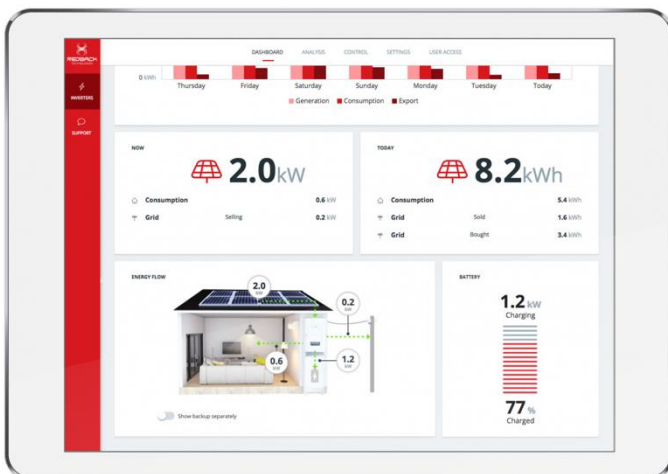 REDBACK
TECHNOLOGIES
INVERTERS
SUPPORT
DASHBOARD ANALYSIS CONTROL SETTINGS USER ACCESS
0 kWh
Thursday Friday Saturday Sunday Monday Tuesday Today
Generation Consumption Export
NOW
2.0kW
Consumption 0.6 kW
Grid Selling 0.2 kW
TODAY
8.2kWh
Consumption 5.4 kWh
Grid Sold 1.6 kWh
Grid Bought 3.4 kWh
ENERGY FLOW
2.0
kW
0.2
kW
0.6
kW
1.2
kW
Show backup separately
BATTERY
1.2 kW
Charging
77 %
Charged